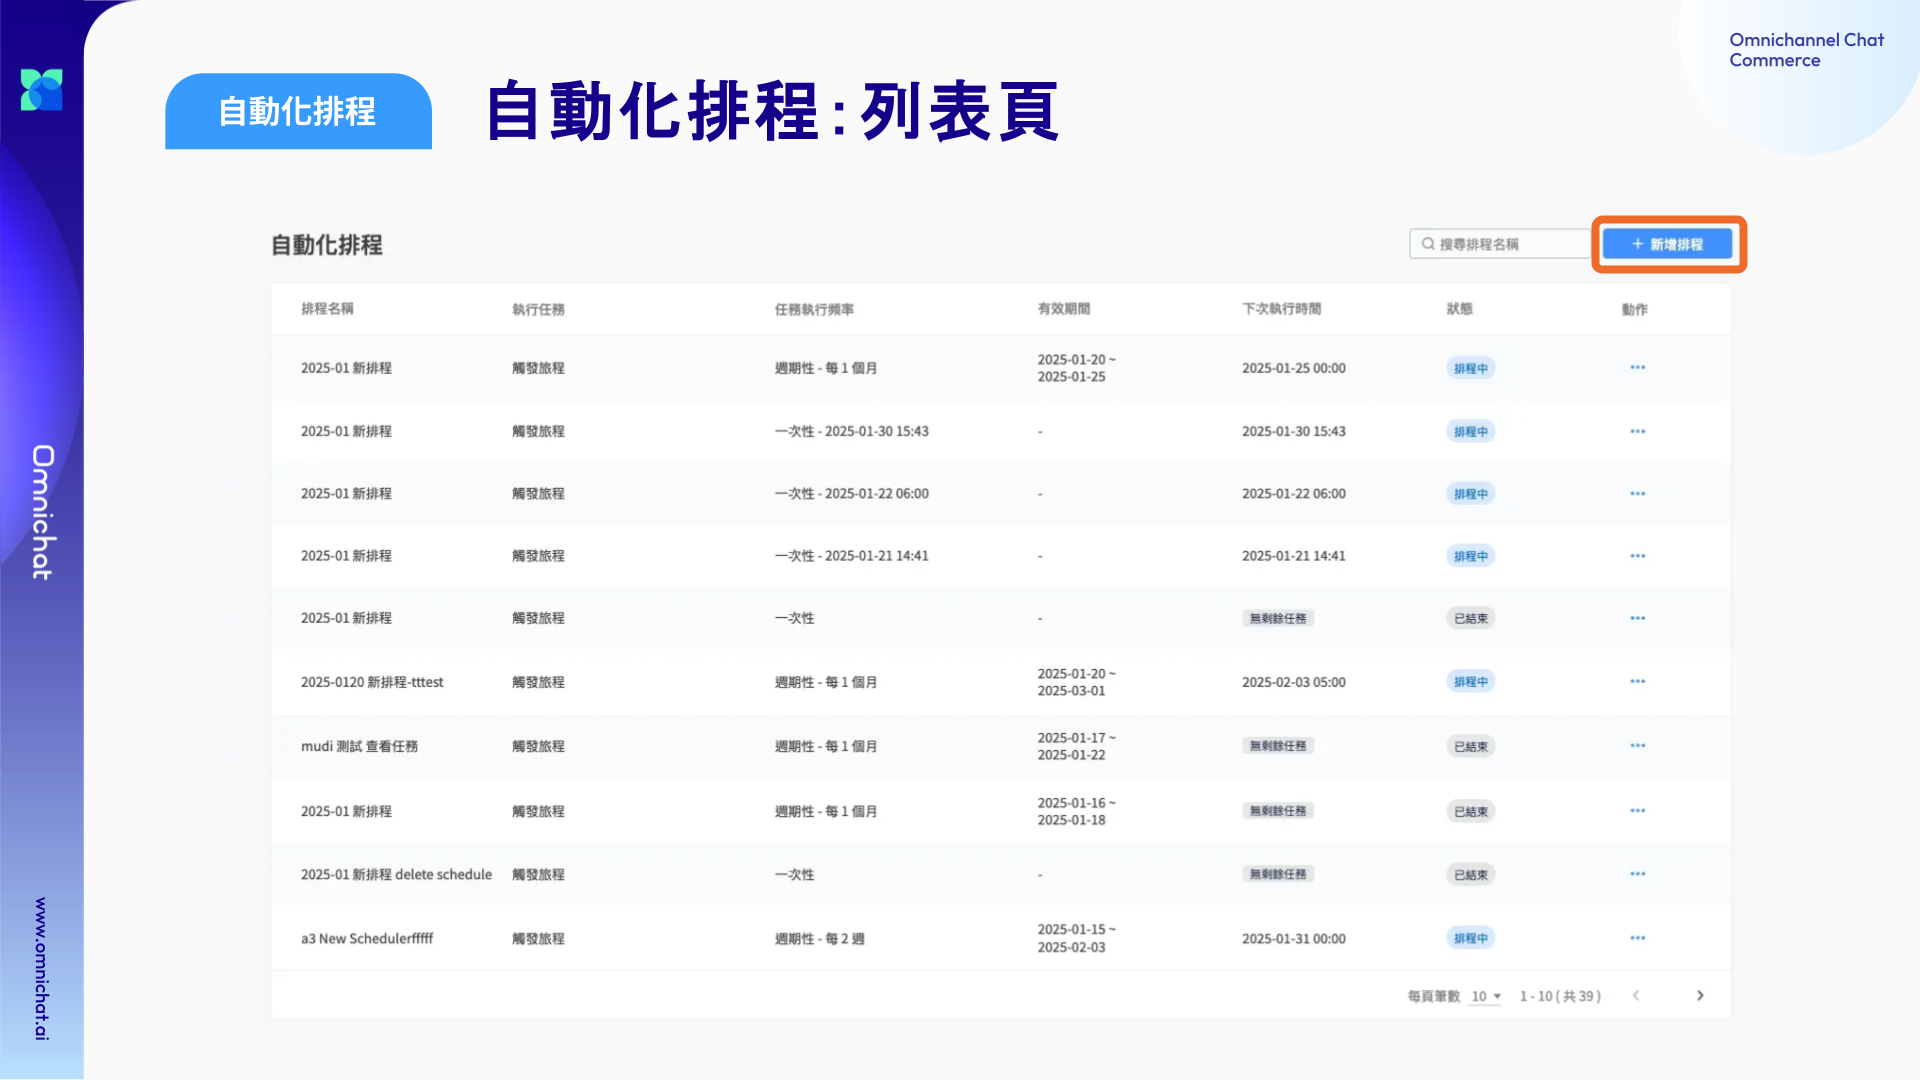 Omnichannel Chat
Commerce
自動化排程
自動化排程:列表頁
Omnichat
www.omnichat.ai
自動化排程
搜尋排程名稱
+ 新增排程
排程名稱 執行任務 任務執行頻率 有效期間 下次執行時間 狀態 動作
2025-01 新排程 觸發旅程 週期性 - 每 1 個月 2025-01-20 ~ 2025-01-25 00:00 排程中 •••
2025-01-25
2025-01 新排程 觸發旅程 一次性 - 2025-01-30 15:43 - 2025-01-30 15:43 排程中 •••
2025-01 新排程 觸發旅程 一次性 - 2025-01-22 06:00 - 2025-01-22 06:00 排程中 •••
2025-01 新排程 觸發旅程 一次性 - 2025-01-21 14:41 - 2025-01-21 14:41 排程中 •••
2025-01 新排程 觸發旅程 一次性 - 無剩餘任務 已結束 •••
2025-0120 新排程-tttest 觸發旅程 週期性 - 每 1 個月 2025-01-20 ~ 2025-02-03 05:00 排程中 •••
2025-03-01
mudi 測試 查看任務 觸發旅程 週期性 - 每 1 個月 2025-01-17 ~ 無剩餘任務 已結束 •••
2025-01-22
2025-01 新排程 觸發旅程 週期性 - 每 1 個月 2025-01-16 ~ 無剩餘任務 已結束 •••
2025-01-18
2025-01 新排程 delete schedule 觸發旅程 一次性 - 無剩餘任務 已結束 •••
a3 New Schedulerfffff 觸發旅程 週期性 - 每 2 週 2025-01-15 ~ 2025-01-31 00:00 排程中 •••
2025-02-03
每頁筆數 10 1 - 10 ( 共 39 )